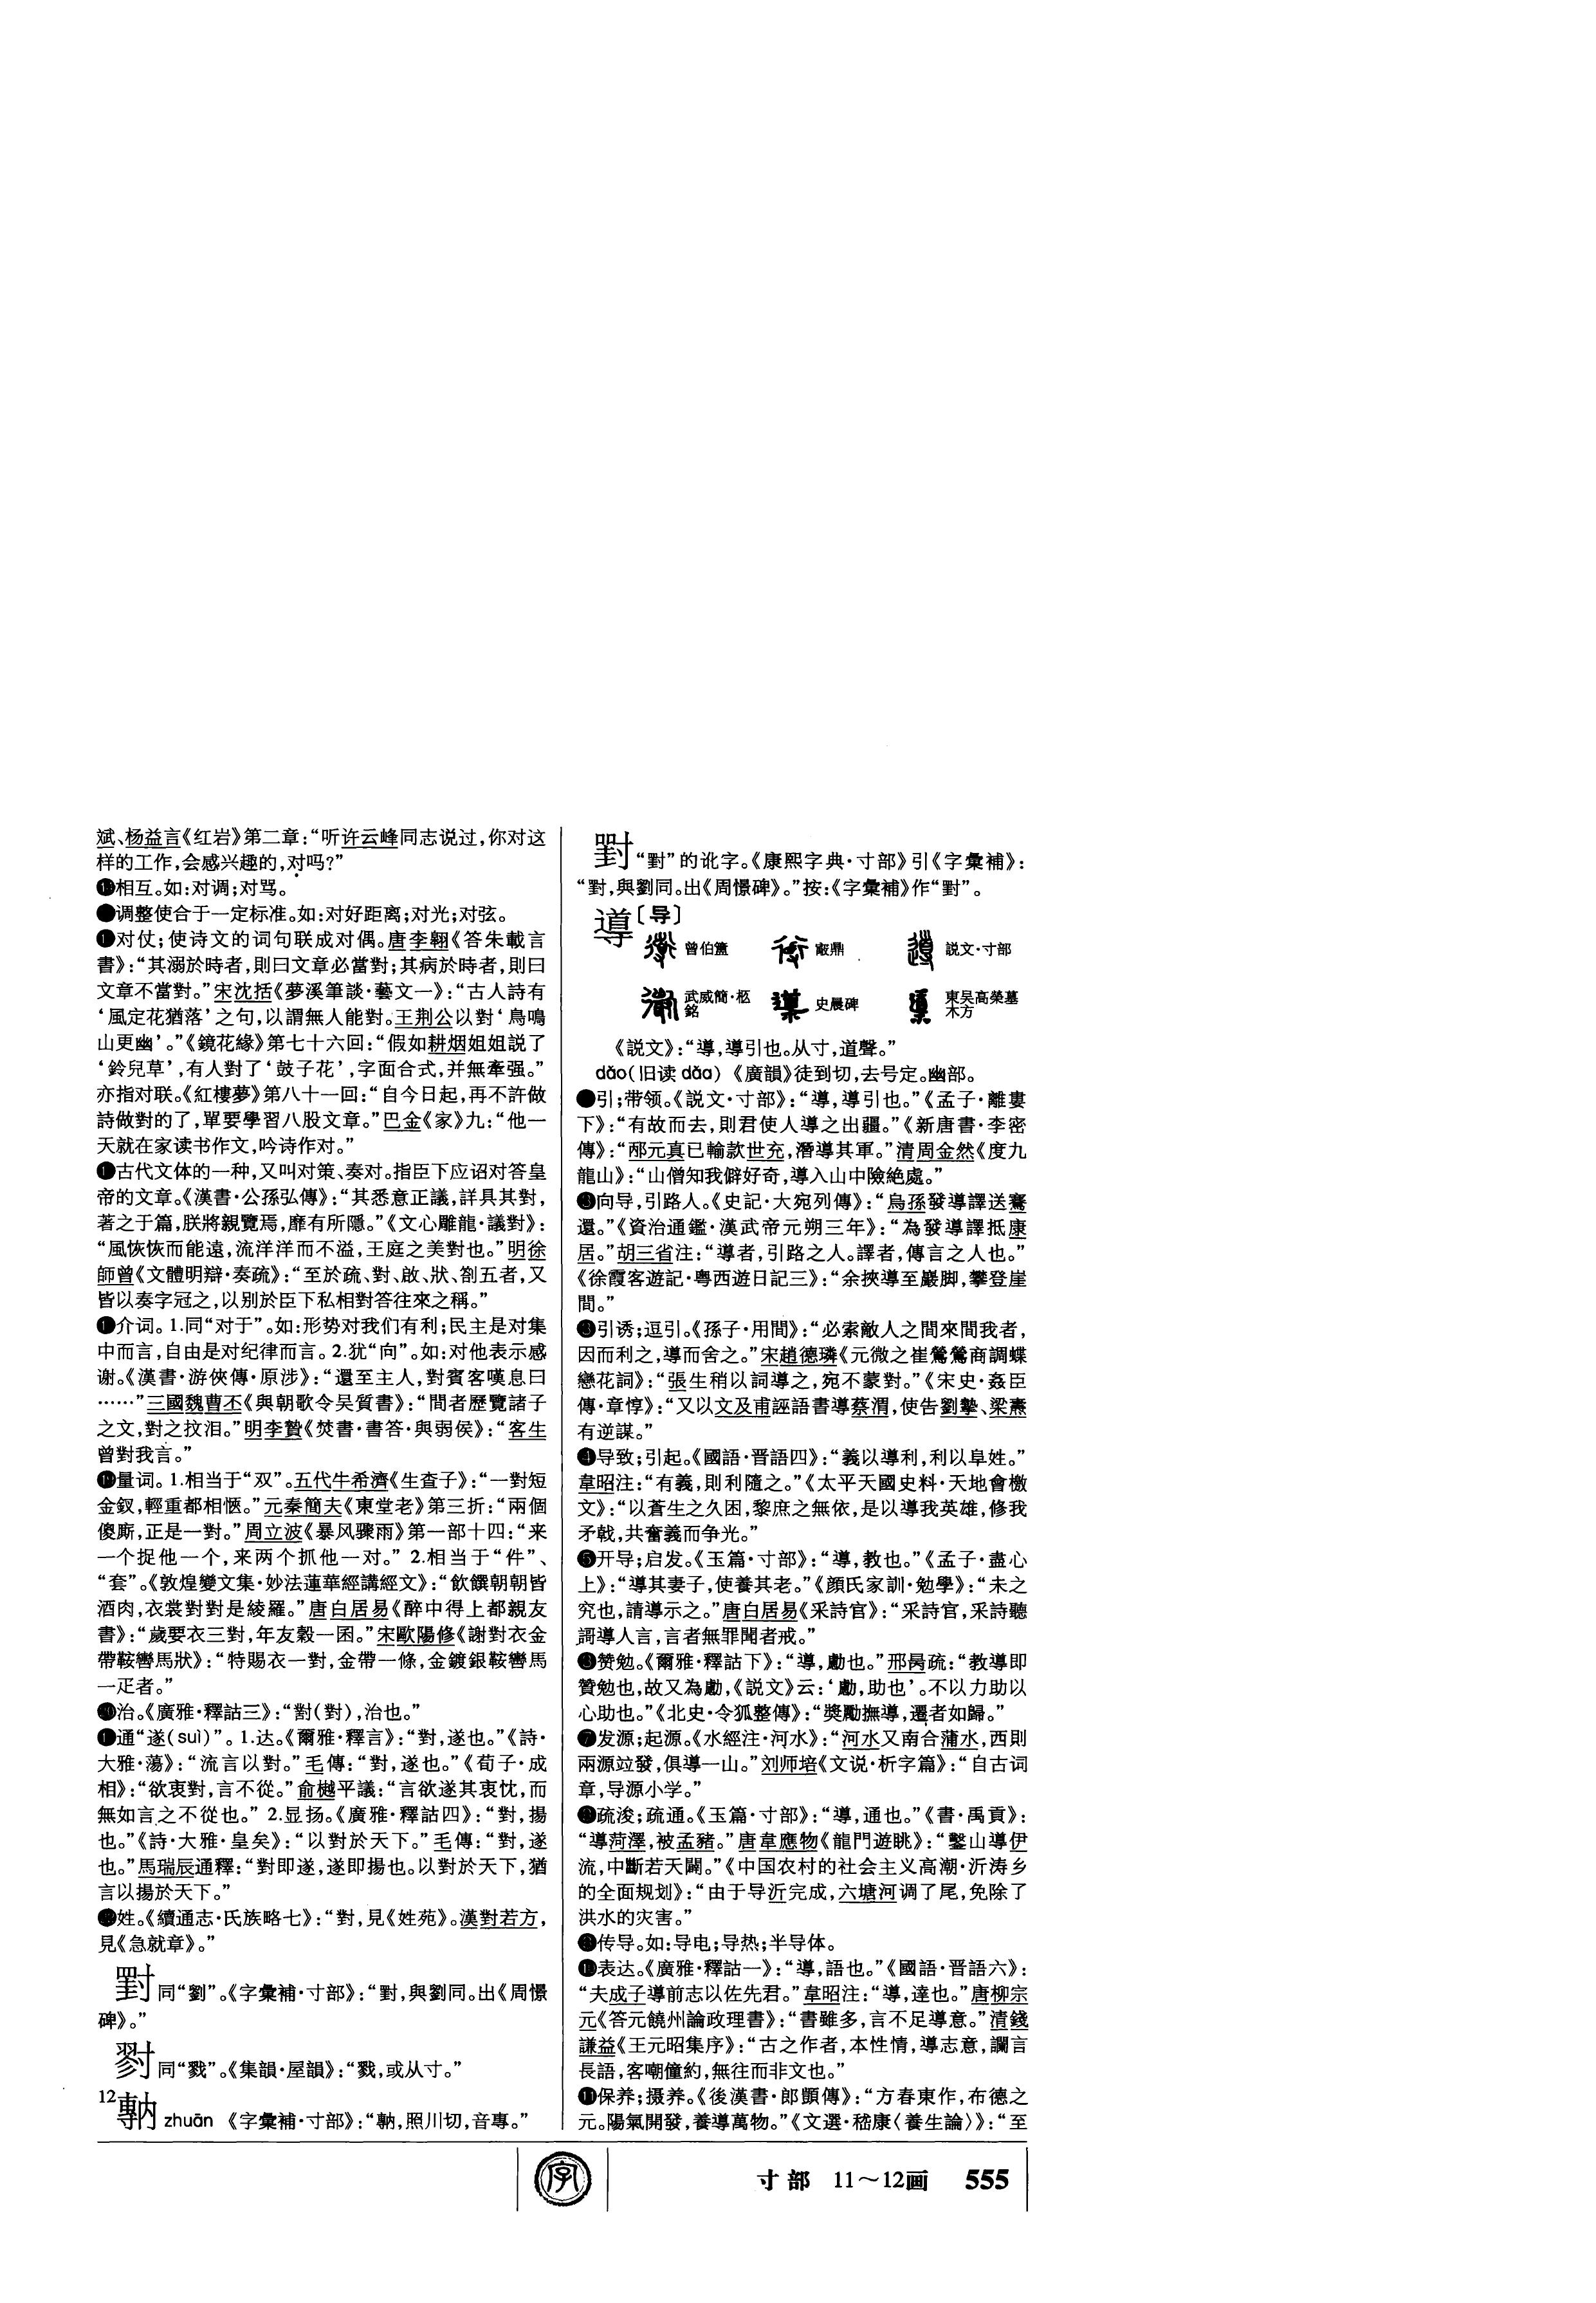 斌、杨益言《红岩》第二章：“听许云峰同志说过，你对这
样的工作，会感兴趣的，对吗？”
相互。如：对调；对骂。
调整使合于一定标准。如：对好距离；对光；对弦。
对仗；使诗文的词句联成对偶。唐李翱《答朱載言
書》：“其溺於時者，則曰文章必當對；其病於時者，則曰
文章不當對。”宋沈括《夢溪筆談·藝文一》：“古人詩有
‘風定花猶落’之句，以謂無人能對。王荆公以對‘鳥鳴
山更幽’。”《鏡花緣》第七十六回：“假如耕烟姐姐説了
‘鈴兒草’，有人對了‘鼓子花’，字面合式，并無牽强。”
亦指对联。《紅樓夢》第八十一回：“自今日起，再不許做
詩做對的了，單要學習八股文章。”巴金《家》九：“他一
天就在家读书作文，吟诗作对。”
古代文体的一种，又叫对策、奏对。指臣下应诏对答皇
帝的文章。《漢書·公孫弘傳》：“其悉意正議，詳具其對，
著之于篇，朕將親覽焉，靡有所隱。”《文心雕龍·議對》：
“風恢恢而能遠，流洋洋而不溢，王庭之美對也。”明徐
師曾《文體明辯·奏疏》：“至於疏、對、啟、狀、劄五者，又
皆以奏字冠之，以别於臣下私相對答往來之稱。”
介词。1.同“对于”。如：形势对我们有利；民主是对集
中而言，自由是对纪律而言。2.犹“向”。如：对他表示感
谢。《漢書·游俠傳·原涉》：“還至主人，對賓客嘆息曰
……”三國魏曹丕《與朝歌令吴質書》：“間者歷覽諸子
之文，對之抆泪。”明李贄《焚書·書答·與弱侯》：“客生
曾對我言。”
量词。1.相当于“双”。五代牛希濟《生查子》：“一對短
金釵，輕重都相愜。”元秦簡夫《東堂老》第三折：“兩個
傻厮，正是一對。”周立波《暴风骤雨》第一部十四：“来
一个捉他一个，来两个抓他一对。”2.相当于“件”、
“套”。《敦煌變文集·妙法蓮華經講經文》：“飲饌朝朝皆
酒肉，衣裳對對是綾羅。”唐白居易《醉中得上都親友
書》：“歲要衣三對，年友穀一囷。”宋歐陽修《謝對衣金
帶鞍轡馬狀》：“特賜衣一對，金帶一條，金鍍銀鞍轡馬
一疋者。”
治。《廣雅·釋詁三》：“對(對)，治也。”
通“遂(suì)”。1.达。《爾雅·釋言》：“對，遂也。”《詩·
大雅·蕩》：“流言以對。”毛傳：“對，遂也。”《荀子·成
相》：“欲衷對，言不從。”俞樾平議：“言欲遂其衷忱，而
無如言之不從也。”2.显扬。《廣雅·釋詁四》：“對，揚
也。”《詩·大雅·皇矣》：“以對於天下。”毛傳：“對，遂
也。”馬瑞辰通釋：“對即遂，遂即揚也。以對於天下，猶
言以揚於天下。”
姓。《續通志·氏族略七》：“對，見《姓苑》。漢對若方，
見《急就章》。”
同“劉”。《字彙補·寸部》：“對，與劉同。出《周憬
碑》。”
同“戮”。《集韻·屋韻》：“戮，或从寸。”
12 zhuān 《字彙補·寸部》：“，照川切，音專。”
“對”的讹字。《康熙字典·寸部》引《字彙補》：
“對，與劉同。出《周憬碑》。”按：《字彙補》作“對”。
導〔导〕
曾伯簠 㝬鼎 説文·寸部
武威簡·柩銘 史晨碑 東吴高榮墓木方
《説文》：“導，導引也。从寸，道聲。”
dǎo(旧读dào) 《廣韻》徒到切，去号定。幽部。
引；带领。《説文·寸部》：“導，導引也。”《孟子·離婁
下》：“有故而去，則君使人導之出疆。”《新唐書·李密
傳》：“邴元真已輸款世充，潛導其軍。”清周金然《度九
龍山》：“山僧知我僻好奇，導入山中險絶處。”
❷向导，引路人。《史記·大宛列傳》：“烏孫發導譯送騫
還。”《資治通鑑·漢武帝元朔三年》：“為發導譯抵康
居。”胡三省注：“導者，引路之人。譯者，傳言之人也。”
《徐霞客遊記·粤西遊日記三》：“余挾導至巖脚，攀登崖
間。”
❸引诱；逗引。《孫子·用間》：“必索敵人之間來間我者，
因而利之，導而舍之。”宋趙德璘《元微之崔鶯鶯商調蝶
戀花詞》：“張生稍以詞導之，宛不蒙對。”《宋史·姦臣
傳·章惇》：“又以文及甫誣語書導蔡渭，使告劉摯、梁燾
有逆謀。”
❹导致；引起。《國語·晋語四》：“義以導利，利以阜姓。”
韋昭注：“有義，則利隨之。”《太平天國史料·天地會檄
文》：“以蒼生之久困，黎庶之無依，是以導我英雄，修我
矛戟，共奮義而争光。”
❺开导；启发。《玉篇·寸部》：“導，教也。”《孟子·盡心
上》：“導其妻子，使養其老。”《顔氏家訓·勉學》：“未之
究也，請導示之。”唐白居易《采詩官》：“采詩官，采詩聽
謌導人言，言者無罪聞者戒。”
❻赞勉。《爾雅·釋詁下》：“導，勴也。”邢昺疏：“教導即
贊勉也，故又為勴，《説文》云：‘勴，助也’。不以力助以
心助也。”《北史·令狐整傳》：“獎勵撫導，遷者如歸。”
❼发源；起源。《水經注·河水》：“河水又南合蒲水，西則
兩源竝發，俱導一山。”刘师培《文说·析字篇》：“自古词
章，导源小学。”
❽疏浚；疏通。《玉篇·寸部》：“導，通也。”《書·禹貢》：
“導菏澤，被孟豬。”唐韋應物《龍門遊眺》：“鑿山導伊
流，中斷若天闢。”《中国农村的社会主义高潮·沂涛乡
的全面规划》：“由于导沂完成，六塘河调了尾，免除了
洪水的灾害。”
❾传导。如：导电；导热；半导体。
❿表达。《廣雅·釋詁一》：“導，語也。”《國語·晋語六》：
“夫成子導前志以佐先君。”韋昭注：“導，達也。”唐柳宗
元《答元饒州論政理書》：“書雖多，言不足導意。”清錢
謙益《王元昭集序》：“古之作者，本性情，導志意，讕言
長語，客嘲僮約，無往而非文也。”
⓫保养；摄养。《後漢書·郎顗傳》：“方春東作，布德之
元。陽氣開發，養導萬物。”《文選·嵇康〈養生論〉》：“至
字
寸部 11～12画 555